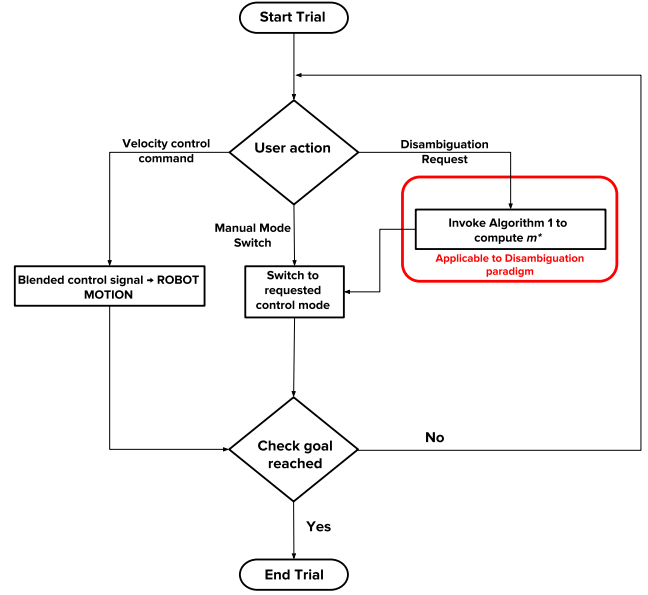 Start Trial
User action
Velocity control
command
Disambiguation
Request
Manual Mode
Switch
Invoke Algorithm 1 to
compute m*
Applicable to Disambiguation
paradigm
Blended control signal → ROBOT
MOTION
Switch to
requested
control mode
Check goal
reached
No
Yes
End Trial